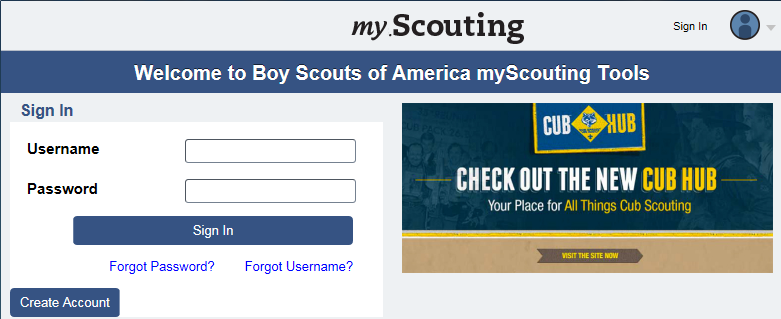 my.Scouting
Sign In
Welcome to Boy Scouts of America myScouting Tools
Sign In
Username
Password
Sign In
Forgot Password?
Forgot Username?
Create Account
CUB HUB
CHECK OUT THE NEW CUB HUB
Your Place for All Things Cub Scouting
VISIT THE SITE NOW